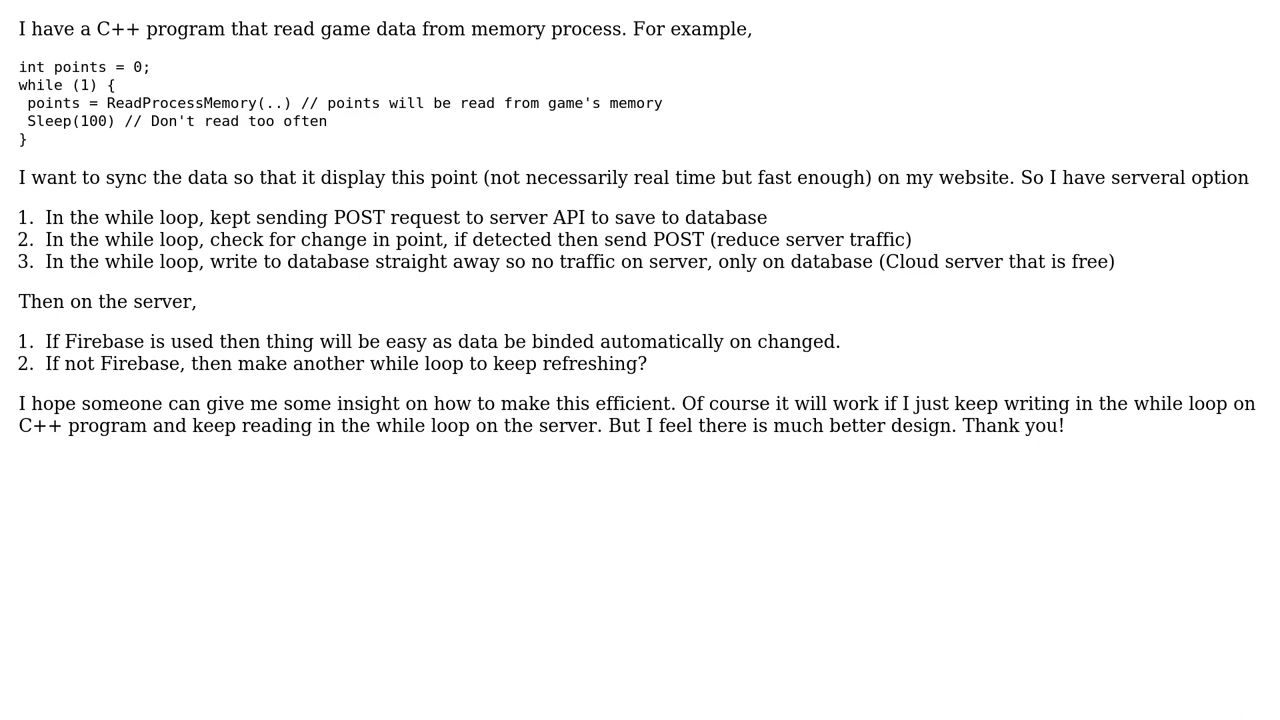 I have a C++ program that read game data from memory process. For example,
int points = 0;
while (1) {
 points = ReadProcessMemory(..) // points will be read from game's memory
 Sleep(100) // Don't read too often
}
I want to sync the data so that it display this point (not necessarily real time but fast enough) on my website. So I have serveral option
1. In the while loop, kept sending POST request to server API to save to database
2. In the while loop, check for change in point, if detected then send POST (reduce server traffic)
3. In the while loop, write to database straight away so no traffic on server, only on database (Cloud server that is free)
Then on the server,
1. If Firebase is used then thing will be easy as data be binded automatically on changed.
2. If not Firebase, then make another while loop to keep refreshing?
I hope someone can give me some insight on how to make this efficient. Of course it will work if I just keep writing in the while loop on
C++ program and keep reading in the while loop on the server. But I feel there is much better design. Thank you!